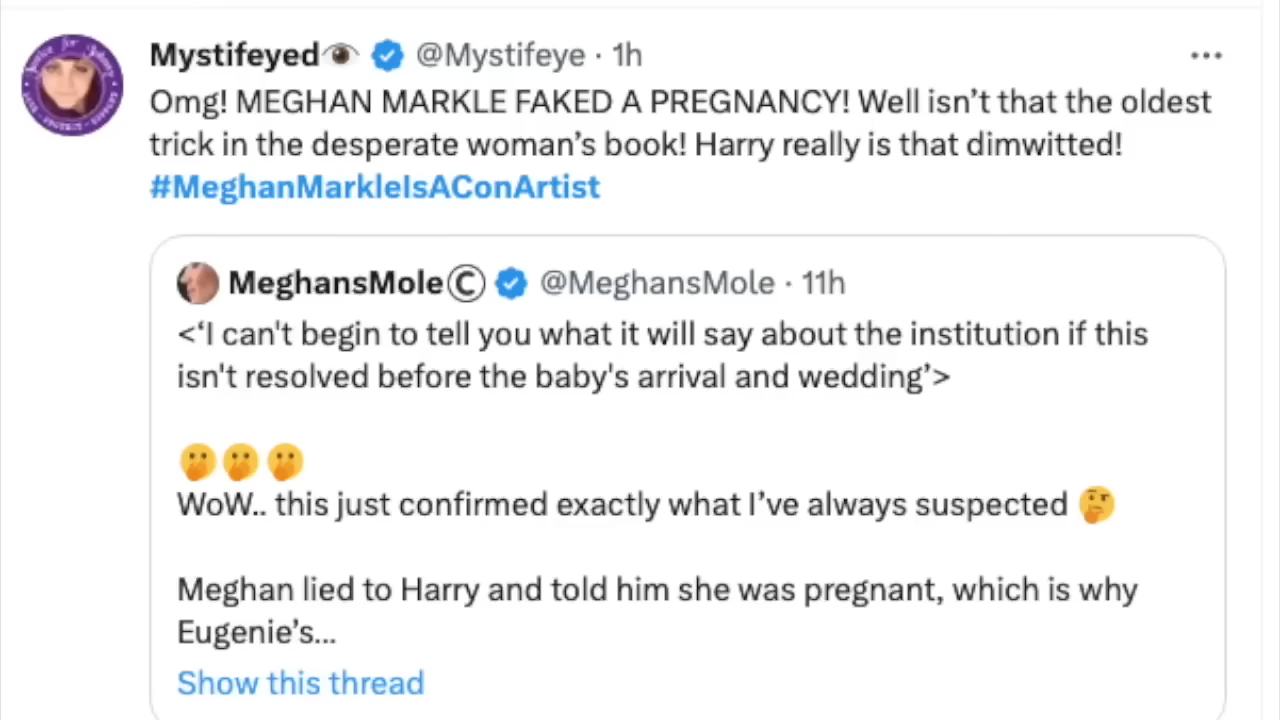 Mystifeyed👁 @Mystifeye · 1h
Omg! MEGHAN MARKLE FAKED A PREGNANCY! Well isn’t that the oldest
trick in the desperate woman’s book! Harry really is that dimwitted!
#MeghanMarkleIsAConArtist
MeghansMole© @MeghansMole · 11h
<‘I can't begin to tell you what it will say about the institution if this
isn't resolved before the baby's arrival and wedding’>
🫢🫢🫢
WoW.. this just confirmed exactly what I’ve always suspected 🤔
Meghan lied to Harry and told him she was pregnant, which is why
Eugenie’s...
Show this thread